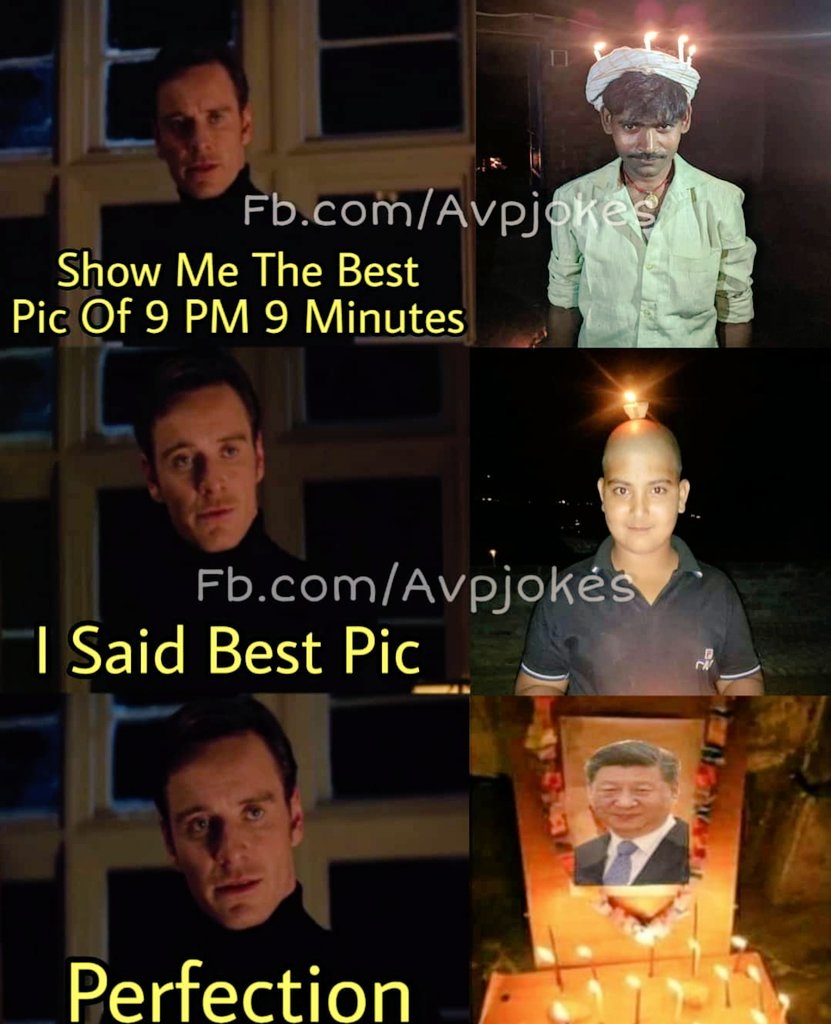 Fb.com/Avpjokes
Show Me The Best
Pic Of 9 PM 9 Minutes
Fb.com/Avpjokes
I Said Best Pic
Perfection